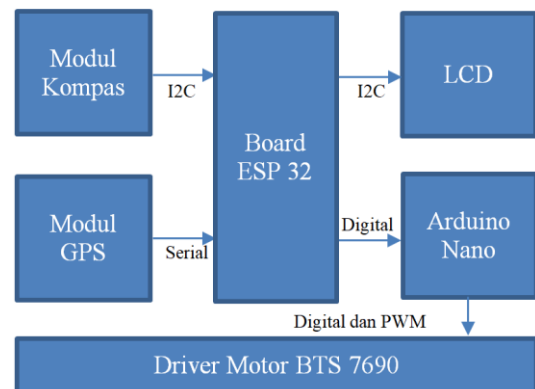 Modul
Kompas
I2C
Board
ESP 32
I2C
LCD
Modul
GPS
Serial
Digital
Arduino
Nano
Digital dan PWM
Driver Motor BTS 7690